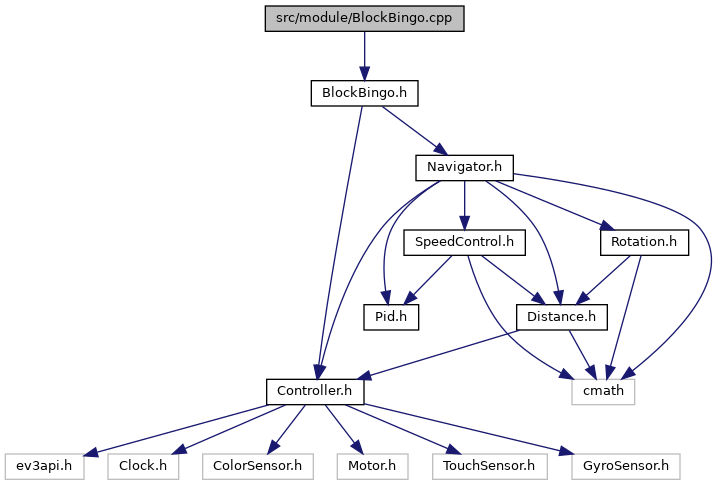 src/module/BlockBingo.cpp
BlockBingo.h
Navigator.h
SpeedControl.h
Rotation.h
Pid.h
Distance.h
Controller.h
cmath
ev3api.h
Clock.h
ColorSensor.h
Motor.h
TouchSensor.h
GyroSensor.h